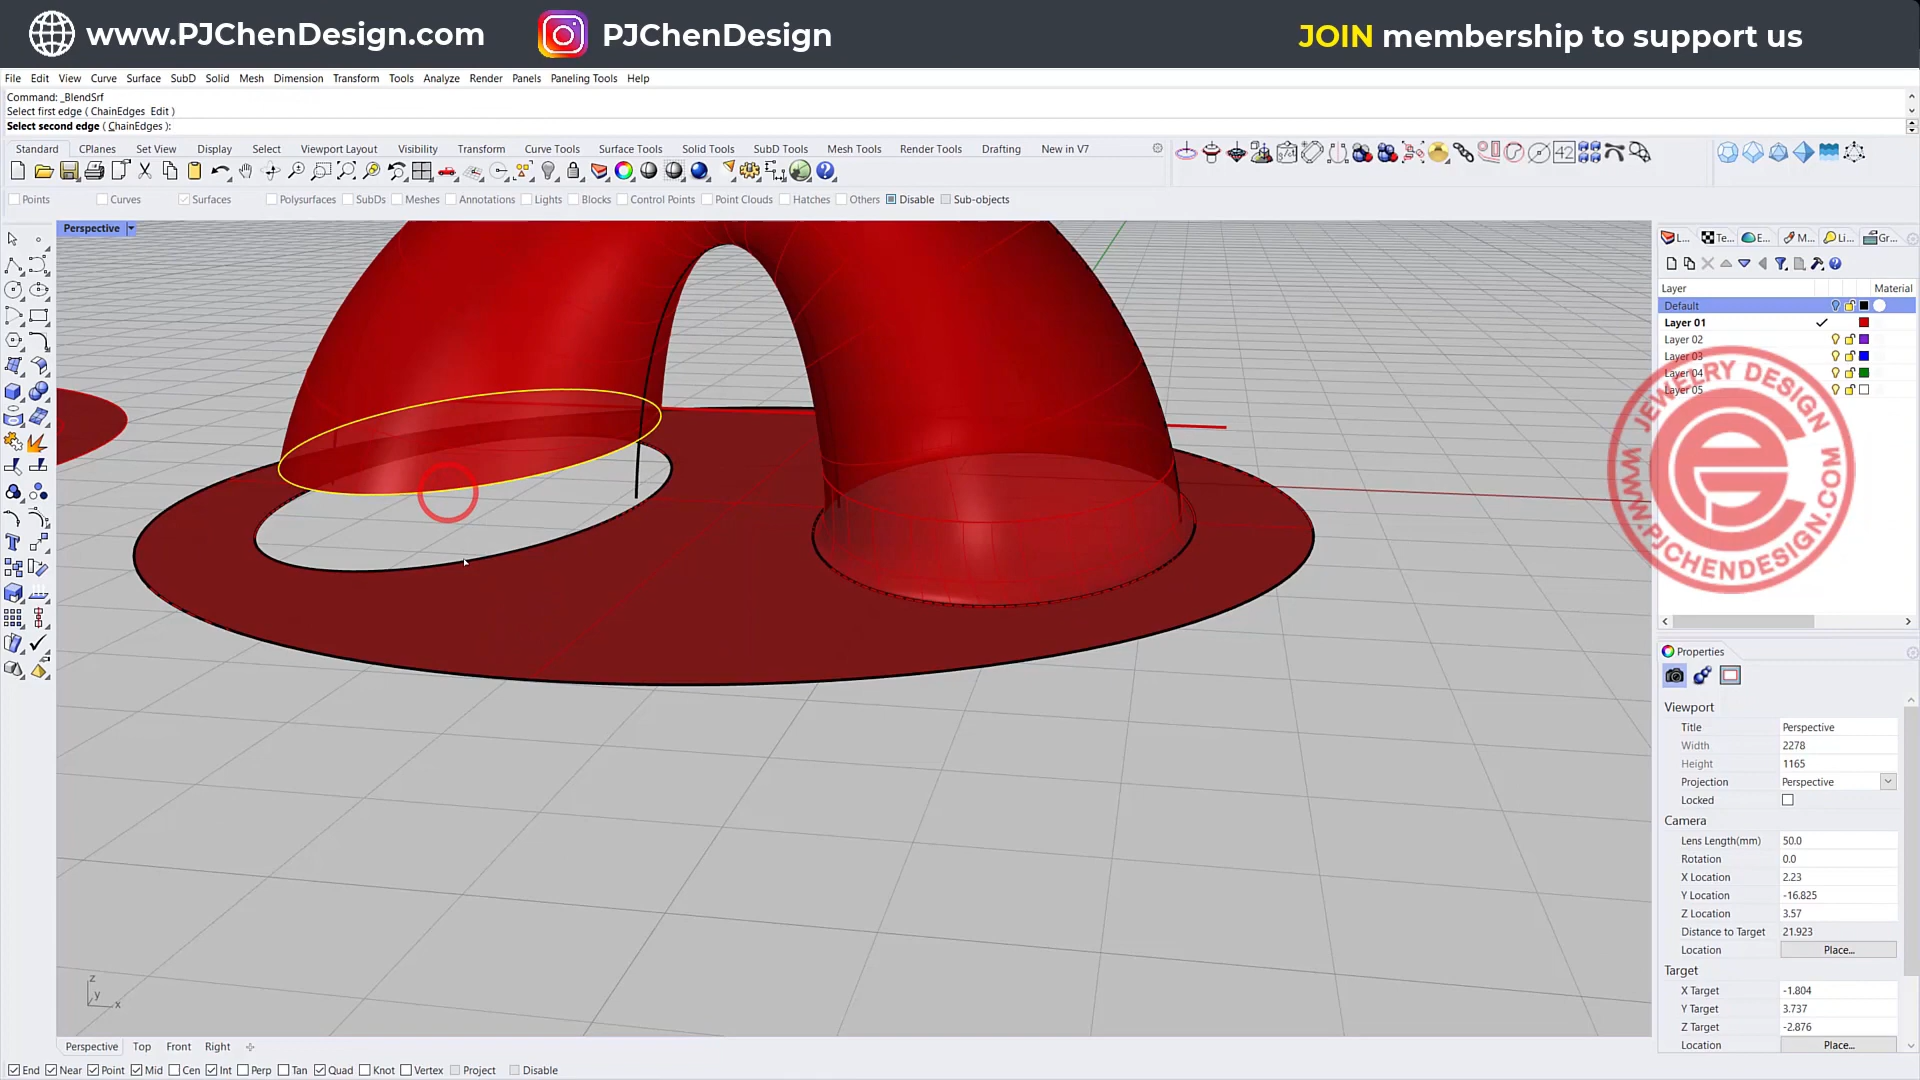 www.PJChenDesign.com PJChenDesign JOIN membership to support us
File Edit View Curve Surface SubD Solid Mesh Dimension Transform Tools Analyze Render Panels Paneling Tools Help
Command: _BlendSrf
Select first edge ( ChainEdges Edit )
Select second edge ( ChainEdges ):
Standard CPlanes Set View Display Select Viewport Layout Visibility Transform Curve Tools Surface Tools Solid Tools SubD Tools Mesh Tools Render Tools Drafting New in V7
Points Curves Surfaces Polysurfaces SubDs Meshes Annotations Lights Blocks Control Points Point Clouds Hatches Others Disable Sub-objects
Perspective
L... Te... E... M... Li... Gr...
Layer Material
Default
Layer 01
Layer 02
Layer 03
Layer 04
Layer 05
JEWELRY DESIGN
WWW.PJCHENDESIGN.COM
Properties
Viewport
Title Perspective
Width 2278
Height 1165
Projection Perspective
Locked
Camera
Lens Length(mm) 50.0
Rotation 0.0
X Location 2.23
Y Location -16.825
Z Location 3.57
Distance to Target 21.923
Location Place...
Target
X Target -1.804
Y Target 3.737
Z Target -2.876
Location Place...
z
y
x
Perspective Top Front Right
End Near Point Mid Cen Int Perp Tan Quad Knot Vertex Project Disable